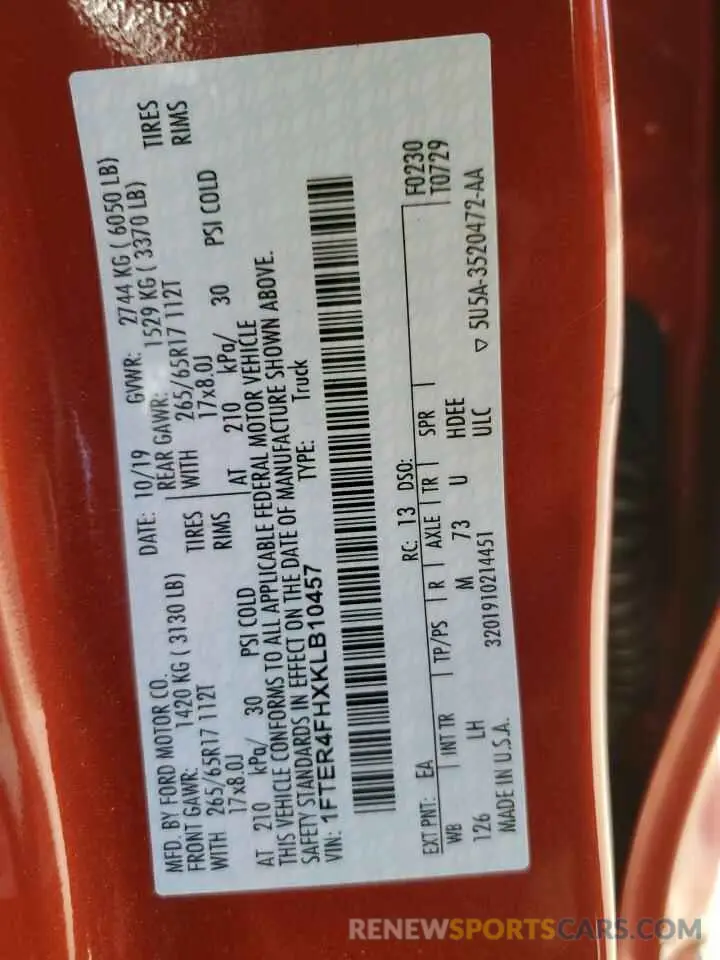 MFD. BY FORD MOTOR CO.
DATE: 10/19 GVWR: 2744 KG ( 6050 LB)
FRONT GAWR: 1420 KG ( 3130 LB) REAR GAWR: 1529 KG ( 3370 LB)
WITH 265/65R17 112T TIRES WITH 265/65R17 112T TIRES
17x8.0J RIMS 17x8.0J RIMS
AT 210 kPa/ 30 PSI COLD AT 210 kPa/ 30 PSI COLD
THIS VEHICLE CONFORMS TO ALL APPLICABLE FEDERAL MOTOR VEHICLE
SAFETY STANDARDS IN EFFECT ON THE DATE OF MANUFACTURE SHOWN ABOVE.
VIN: 1FTER4FHXKLB10457 TYPE: Truck
F0230
EXT PNT: EA RC: 13 DSO: T0729
WB INT TR TP/PS R AXLE TR SPR
126 LH M 73 U HDEE
ULC
MADE IN U.S.A. 3201910214451 ▽ 5U5A-3520472-AA
RENEWSPORTSCARS.COM